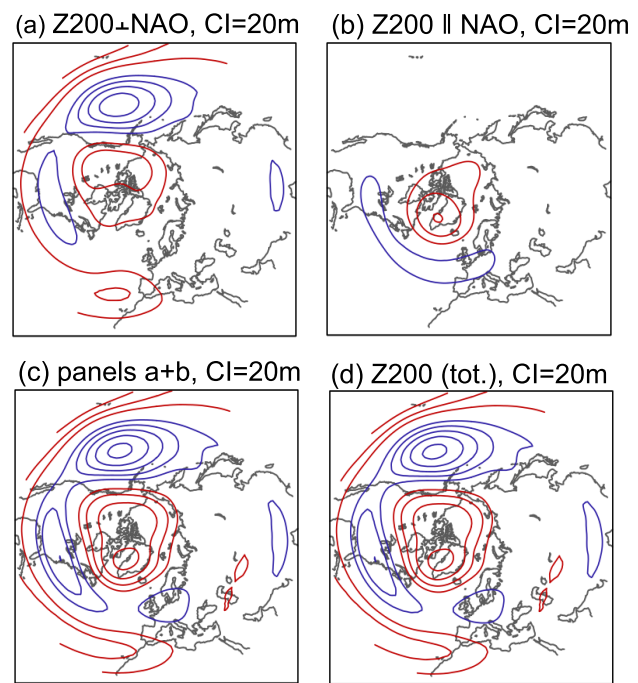 (a) Z200⊥NAO, CI=20m
(b) Z200 ∥ NAO, CI=20m
(c) panels a+b, CI=20m
(d) Z200 (tot.), CI=20m